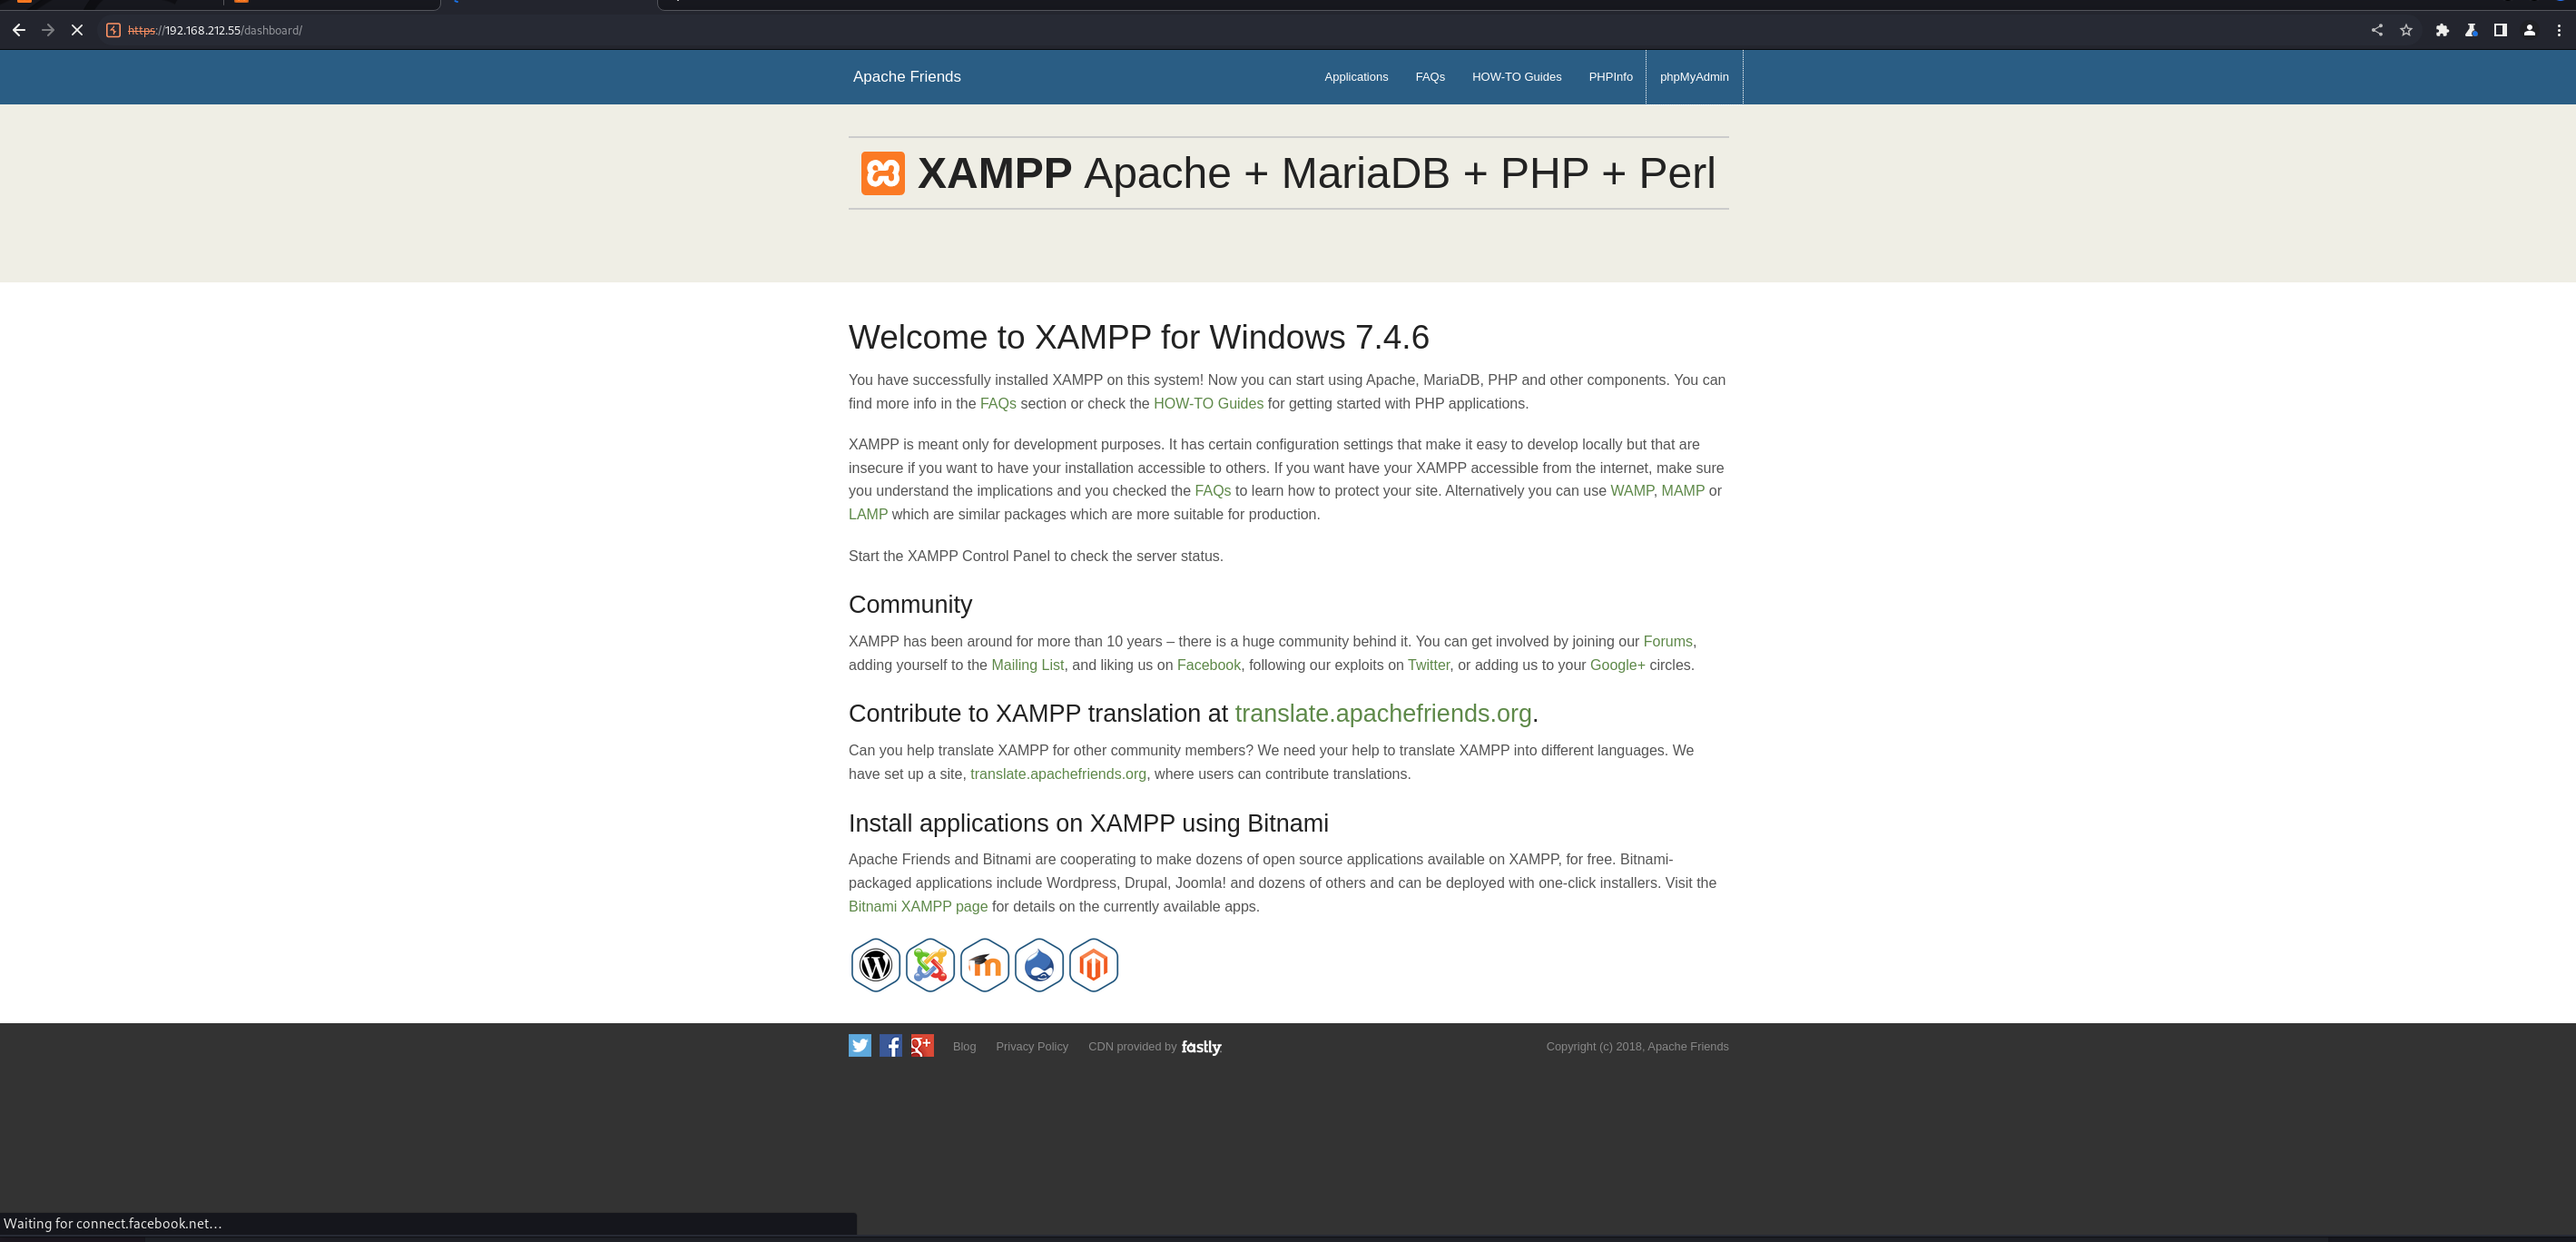 https://192.168.212.55/dashboard/
Apache Friends
Applications
FAQs
HOW-TO Guides
PHPInfo
phpMyAdmin
XAMPP Apache + MariaDB + PHP + Perl
Welcome to XAMPP for Windows 7.4.6
You have successfully installed XAMPP on this system! Now you can start using Apache, MariaDB, PHP and other components. You can
find more info in the FAQs section or check the HOW-TO Guides for getting started with PHP applications.
XAMPP is meant only for development purposes. It has certain configuration settings that make it easy to develop locally but that are
insecure if you want to have your installation accessible to others. If you want have your XAMPP accessible from the internet, make sure
you understand the implications and you checked the FAQs to learn how to protect your site. Alternatively you can use WAMP, MAMP or
LAMP which are similar packages which are more suitable for production.
Start the XAMPP Control Panel to check the server status.
Community
XAMPP has been around for more than 10 years – there is a huge community behind it. You can get involved by joining our Forums,
adding yourself to the Mailing List, and liking us on Facebook, following our exploits on Twitter, or adding us to your Google+ circles.
Contribute to XAMPP translation at translate.apachefriends.org.
Can you help translate XAMPP for other community members? We need your help to translate XAMPP into different languages. We
have set up a site, translate.apachefriends.org, where users can contribute translations.
Install applications on XAMPP using Bitnami
Apache Friends and Bitnami are cooperating to make dozens of open source applications available on XAMPP, for free. Bitnami-
packaged applications include Wordpress, Drupal, Joomla! and dozens of others and can be deployed with one-click installers. Visit the
Bitnami XAMPP page for details on the currently available apps.
Blog
Privacy Policy
CDN provided by fastly
Copyright (c) 2018, Apache Friends
Waiting for connect.facebook.net…